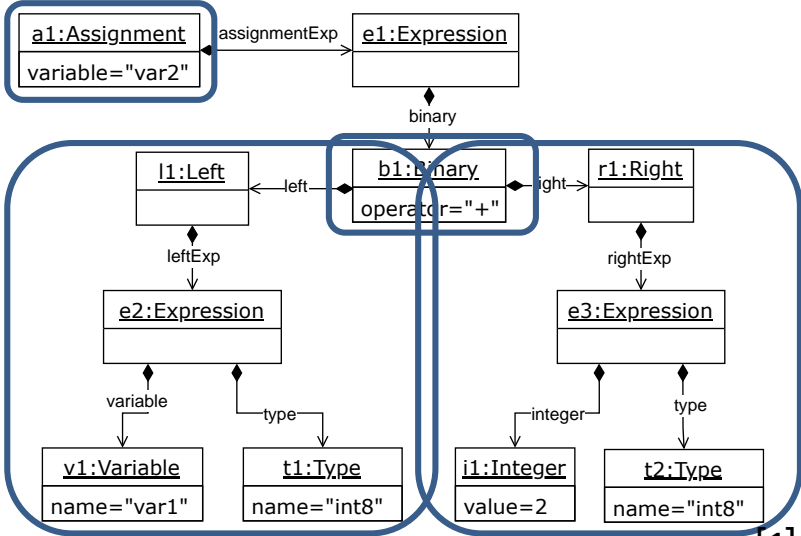 a1:Assignment
variable="var2"
assignmentExp
e1:Expression
binary
l1:Left
left
b1:Binary
operator="+"
ight
r1:Right
leftExp
rightExp
e2:Expression
e3:Expression
variable
type
integer
type
v1:Variable
name="var1"
t1:Type
name="int8"
i1:Integer
value=2
t2:Type
name="int8"